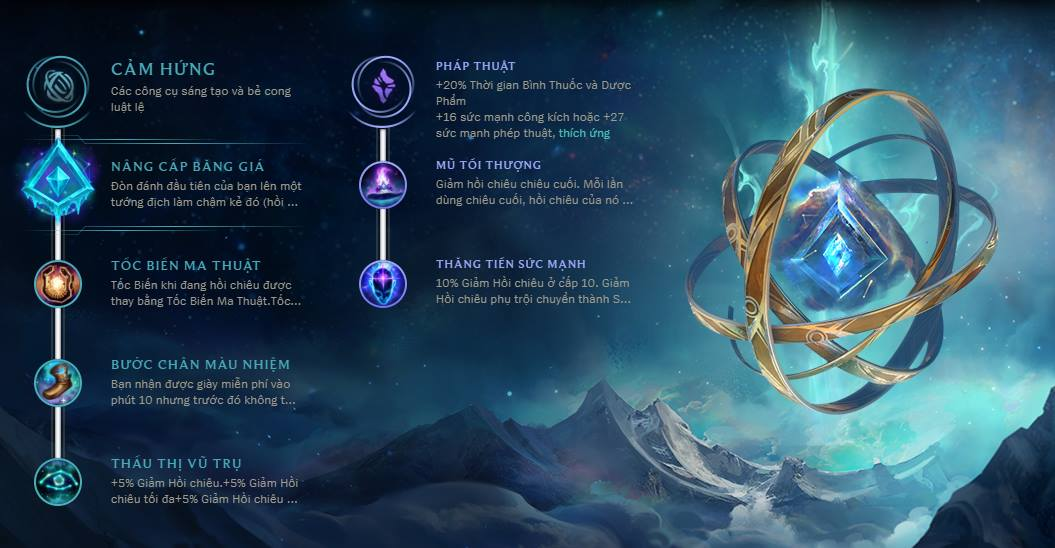 CẢM HỨNG
Các công cụ sáng tạo và bẻ cong
luật lệ
NÂNG CẤP BĂNG GIÁ
Đòn đánh đầu tiên của bạn lên một
tướng địch làm chậm kẻ đó (hồi ...
TỐC BIẾN MA THUẬT
Tốc Biến khi đang hồi chiêu được
thay bằng Tốc Biến Ma Thuật.Tốc...
BƯỚC CHÂN MÀU NHIỆM
Bạn nhận được giày miễn phí vào
phút 10 nhưng trước đó không t...
THẤU THỊ VŨ TRỤ
+5% Giảm Hồi chiêu.+5% Giảm Hồi
chiêu tối đa+5% Giảm Hồi chiêu ...
PHÁP THUẬT
+20% Thời gian Bình Thuốc và Dược
Phẩm
+16 sức mạnh công kích hoặc +27
sức mạnh phép thuật, thích ứng
MŨ TỐI THƯỢNG
Giảm hồi chiêu chiêu cuối. Mỗi lần
dùng chiêu cuối, hồi chiêu của nó ...
THĂNG TIẾN SỨC MẠNH
10% Giảm Hồi chiêu ở cấp 10. Giảm
Hồi chiêu phụ trội chuyển thành S...